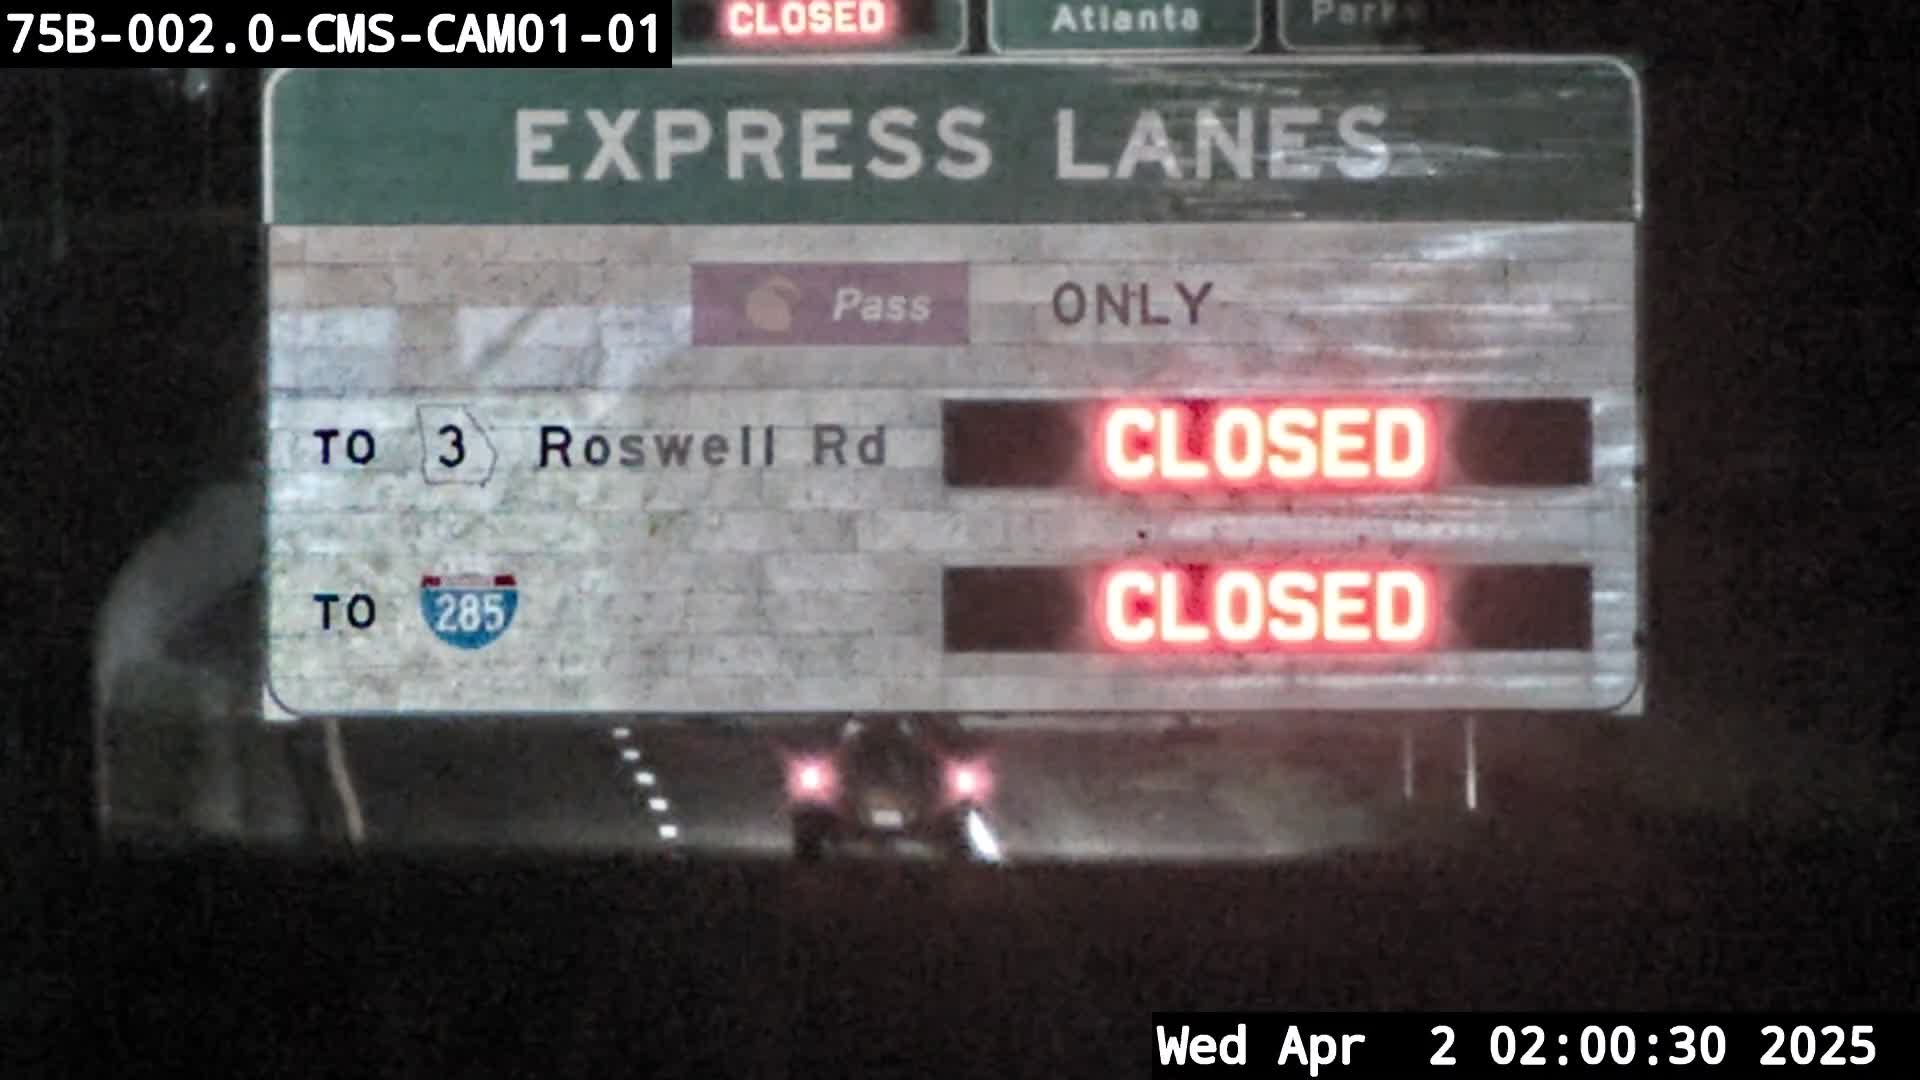 75B-002.0-CMS-CAM01-01
CLOSED
Atlanta
EXPRESS LANES
Pass ONLY
TO 3 Roswell Rd CLOSED
TO 285 CLOSED
Wed Apr 2 02:00:30 2025